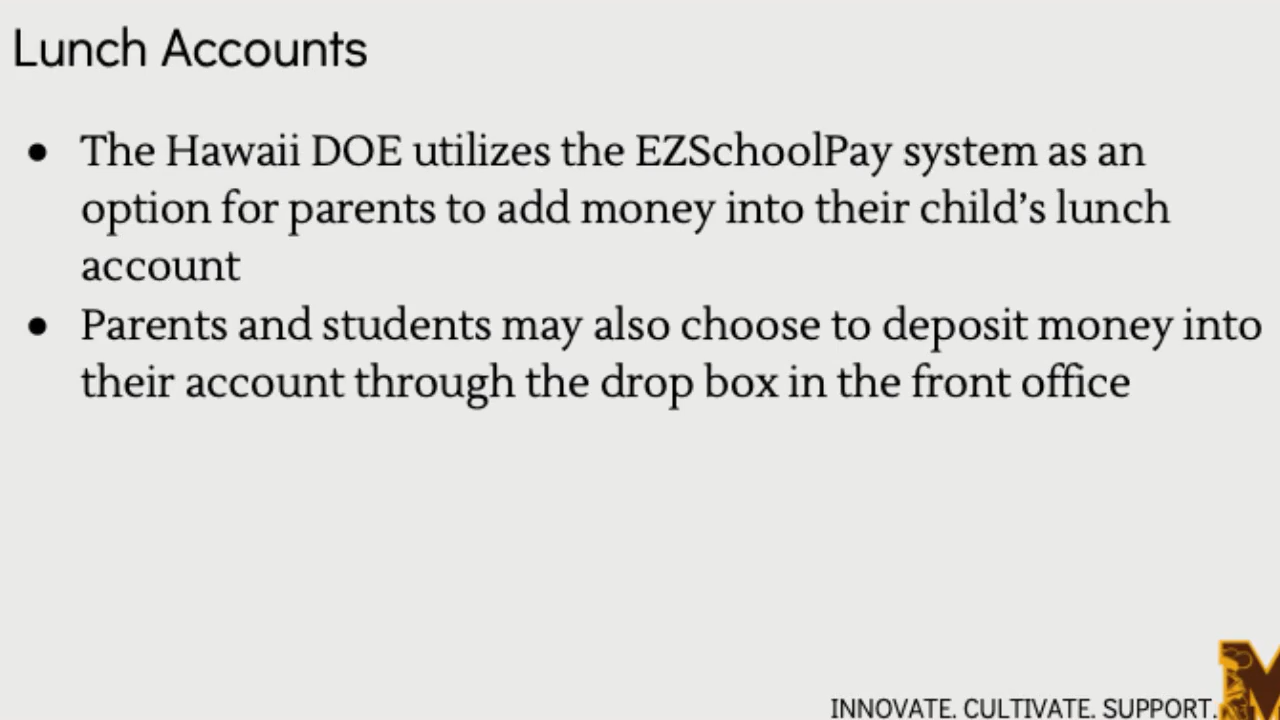 Lunch Accounts
● The Hawaii DOE utilizes the EZSchoolPay system as an
option for parents to add money into their child’s lunch
account
● Parents and students may also choose to deposit money into
their account through the drop box in the front office
INNOVATE. CULTIVATE. SUPPORT.
M